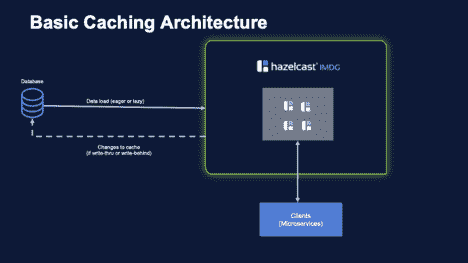 Basic Caching Architecture
hazelcast IMDG
Database
Data load (eager or lazy)
Changes to cache
(if write-thru or write-behind)
Clients
(Microservices)